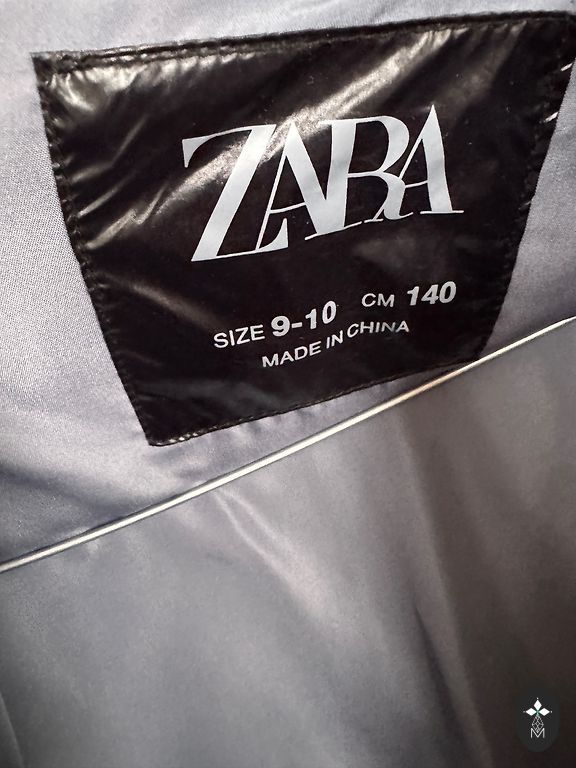 ZARA
SIZE 9-10 CM 140
MADE IN CHINA
M